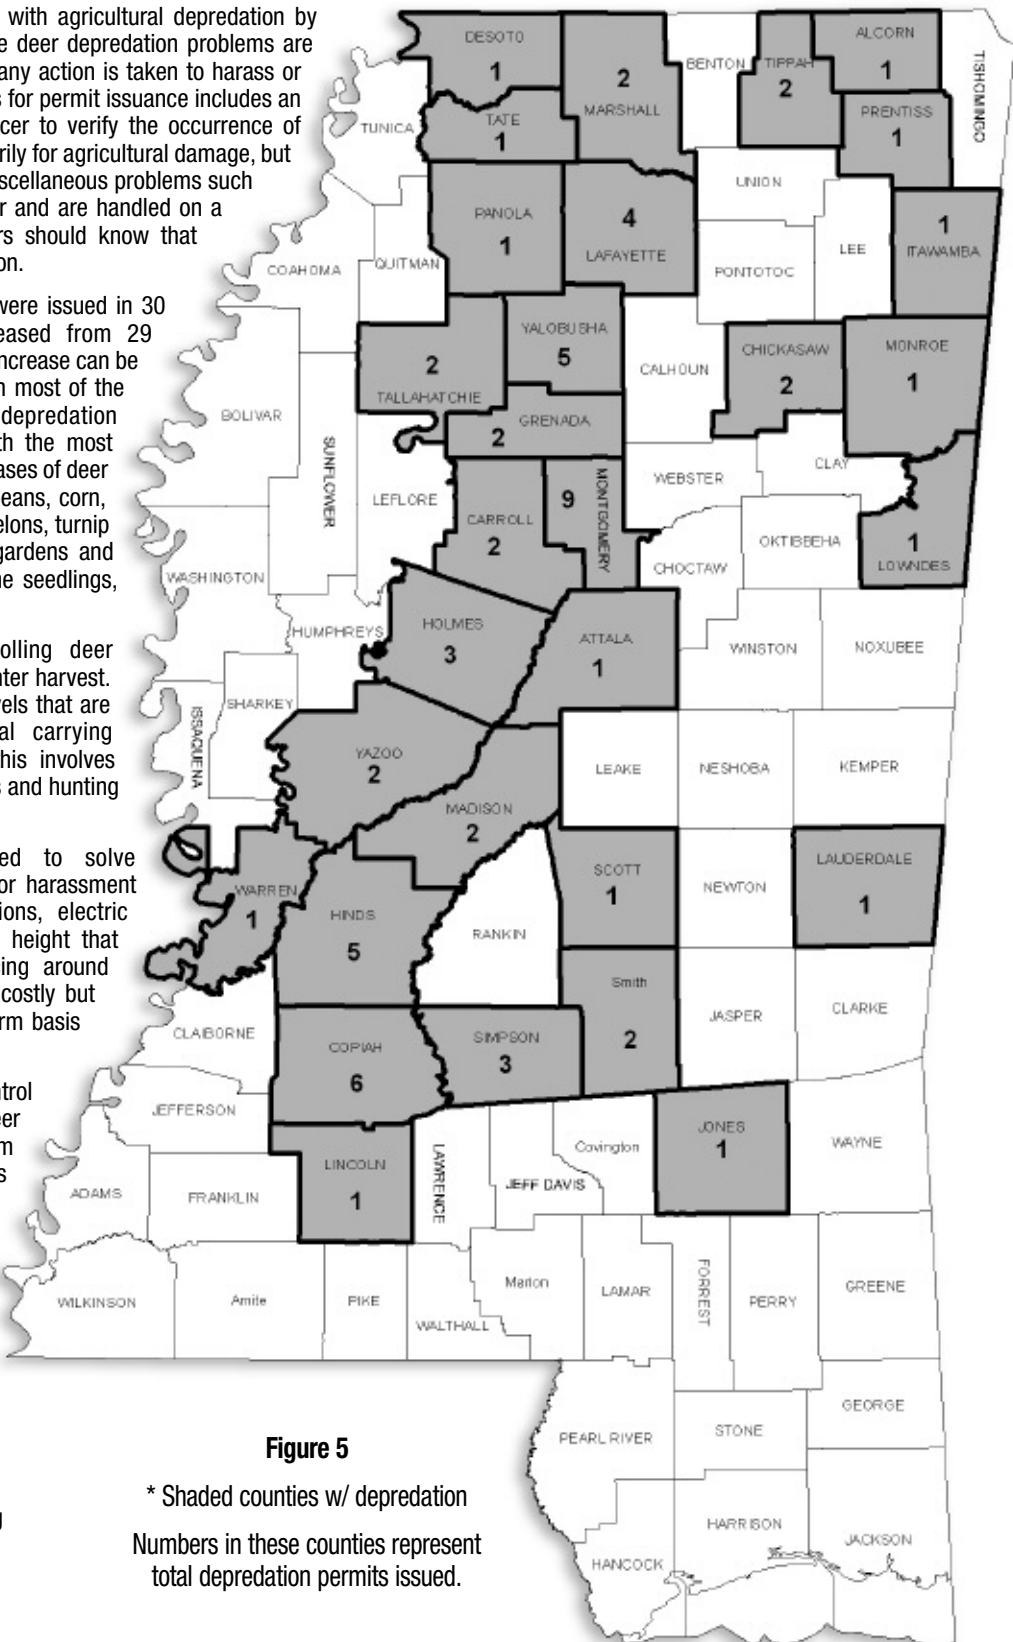 with agricultural depredation by
e deer depredation problems are
any action is taken to harass or
s for permit issuance includes an
cer to verify the occurrence of
rily for agricultural damage, but
scellaneous problems such
r and are handled on a
rs should know that
on.
were issued in 30
eased from 29
increase can be
n most of the
depredation
th the most
ases of deer
eans, corn,
elons, turnip
gardens and
ne seedlings,
olling deer
nter harvest.
vels that are
al carrying
his involves
s and hunting
ed to solve
or harassment
ions, electric
height that
sing around
costly but
rm basis
ntrol
eer
m
s
g
DESOTO
1
2
MARSHALL
BENTON
TIPPAH
2
ALCORN
1
TISHOMINGO
TUNICA
TATE
1
PRENTISS
1
UNION
PANOLA
1
4
LAFAYETTE
LEE
1
ITAWAMBA
COAHOMA
QUITMAN
PONTOTOC
2
TALLAHATCHIE
YALOBUSHA
5
CALHOUN
CHICKASAW
2
MONROE
1
BOLIVAR
SUNFLOWER
GRENADA
2
LEFLORE
CARROLL
2
9
MONTGOMERY
WEBSTER
CLAY
OKTIBBEHA
1
LOWNDES
WASHINGTON
CHOCTAW
HUMPHREYS
HOLMES
3
ATTALA
1
WINSTON
NOXUBEE
SHARKEY
ISSAQUENA
YAZOO
2
MADISON
2
LEAKE
NESHOBA
KEMPER
WARREN
1
HINDS
5
RANKIN
SCOTT
1
NEWTON
LAUDERDALE
1
CLAIBORNE
COPIAH
6
SIMPSON
3
Smith
2
JASPER
CLARKE
JEFFERSON
LINCOLN
1
LAWRENCE
JEFF DAVIS
Covington
JONES
1
WAYNE
ADAMS
FRANKLIN
WILKINSON
Amite
PIKE
WALTHALL
Marion
LAMAR
FORREST
PERRY
GREENE
PEARL RIVER
STONE
GEORGE
HANCOCK
HARRISON
JACKSON
Figure 5
* Shaded counties w/ depredation
Numbers in these counties represent
total depredation permits issued.